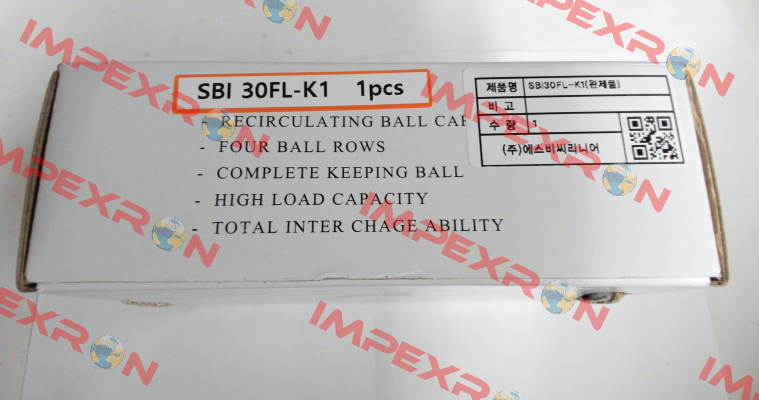 SBI 30FL-K1 1pcs
- RECIRCULATING BALL
- FOUR BALL ROWS
- COMPLETE KEEPING BALL
- HIGH LOAD CAPACITY
- TOTAL INTER CHAGE ABILITY
제품명 SBI30FL-K1(완제품)
비 고
수 량 1
(주)에스비씨리니어
IMPEXRON
IMPEXRON
IMPEXRON
IMPEXRON
IMPEXRON
IMPEXRON
IMPEXRON